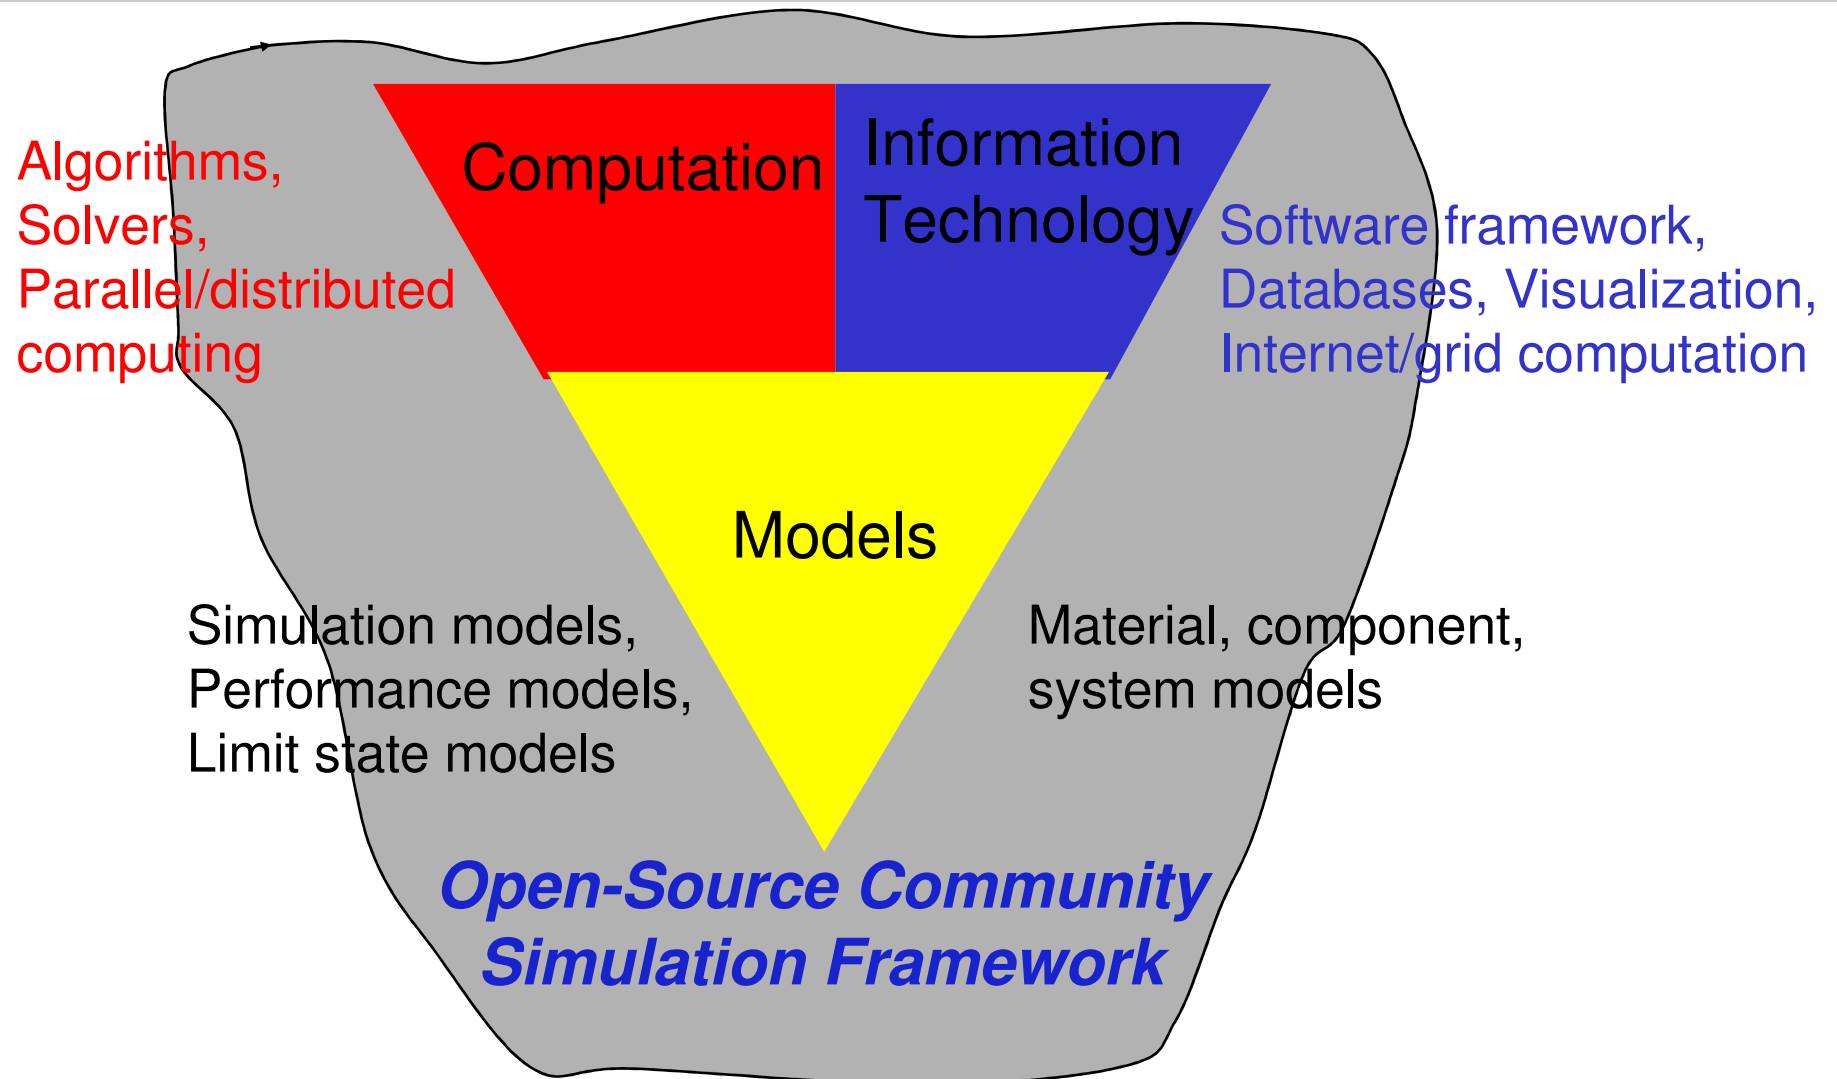 Computation
Information
Technology
Algorithms,
Solvers,
Parallel/distributed
computing
Software framework,
Databases, Visualization,
Internet/grid computation
Models
Simulation models,
Performance models,
Limit state models
Material, component,
system models
Open-Source Community
Simulation Framework